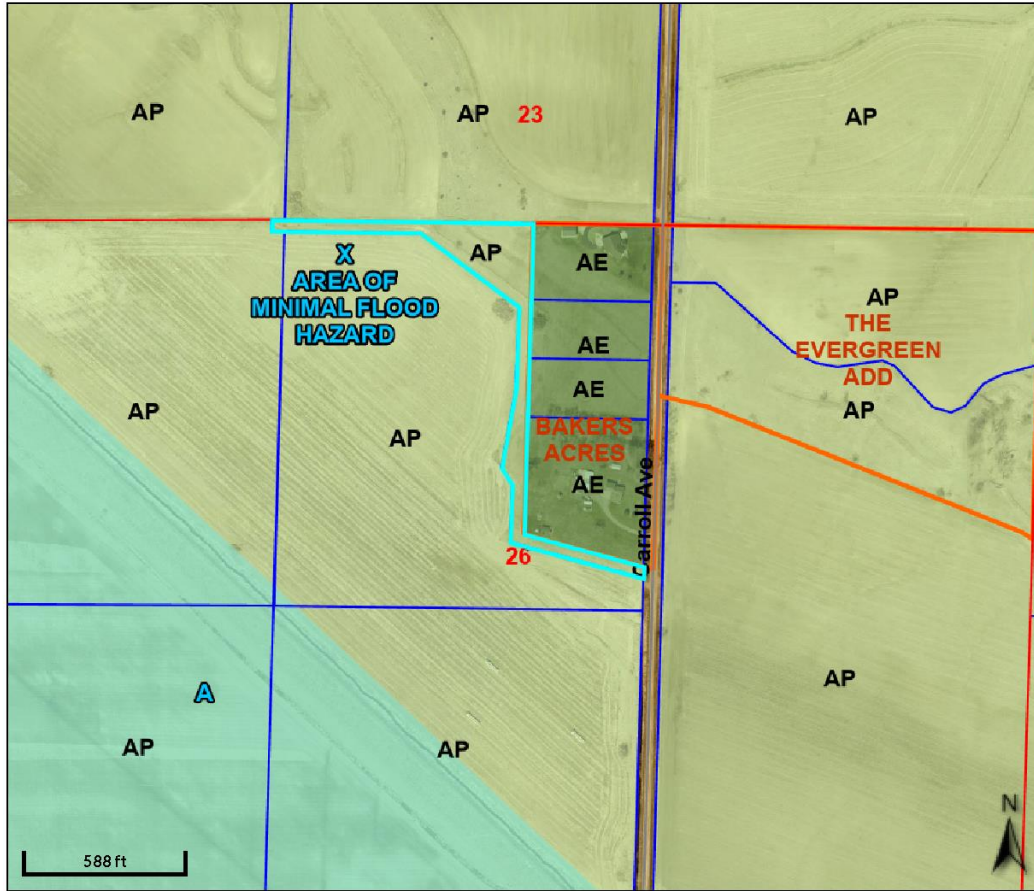 AP
AP
23
AP
AP
AE
X
AREA OF
MINIMAL FLOOD
HAZARD
AP
THE
EVERGREEN
ADD
AE
AE
AP
AP
AP
BAKERS
ACRES
AE
Carroll Ave
26
A
AP
AP
AP
N
588 ft